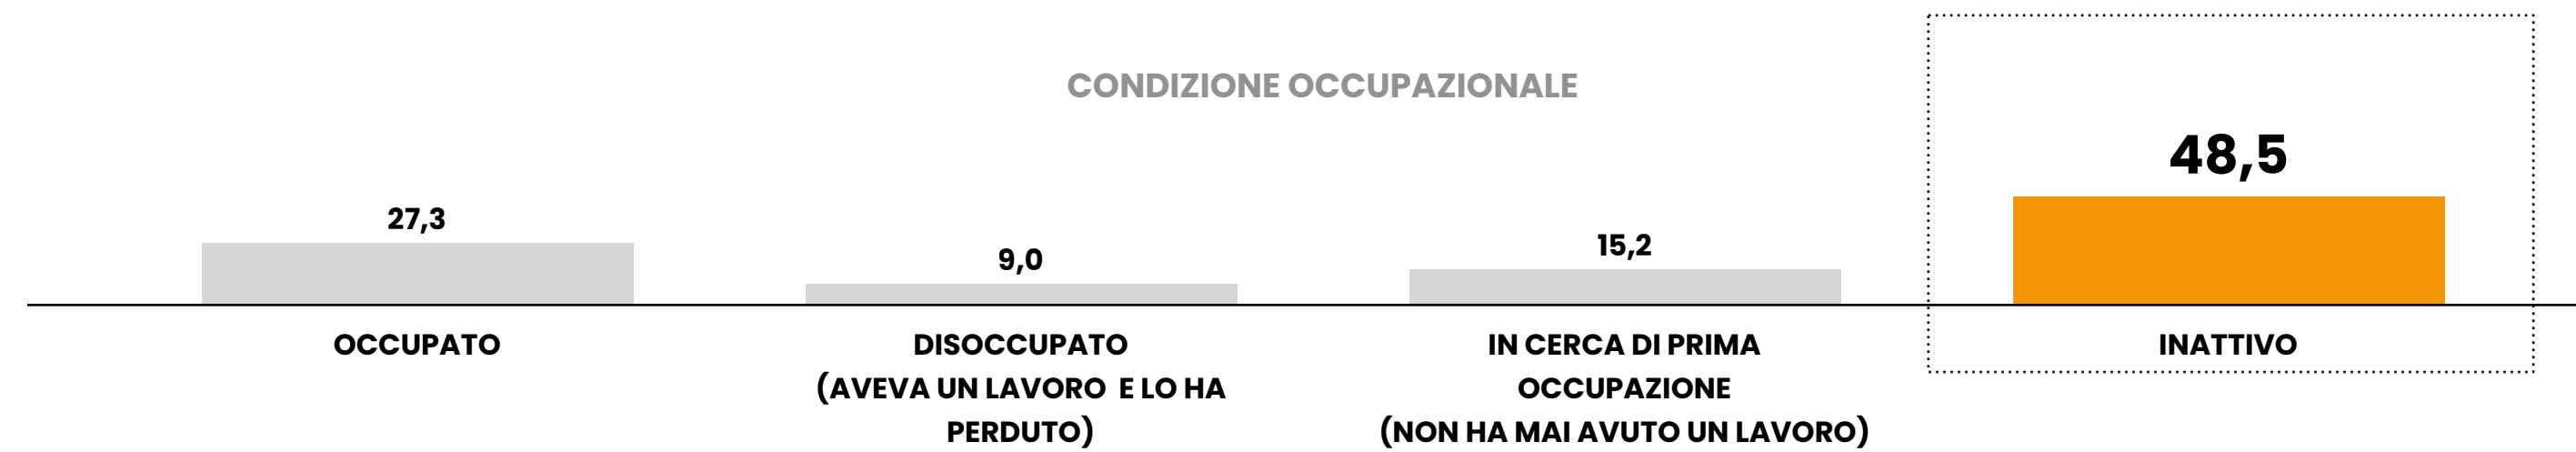 CONDIZIONE OCCUPAZIONALE
27,3
9,0
15,2
48,5
OCCUPATO
DISOCCUPATO
(AVEVA UN LAVORO E LO HA
PERDUTO)
IN CERCA DI PRIMA
OCCUPAZIONE
(NON HA MAI AVUTO UN LAVORO)
INATTIVO